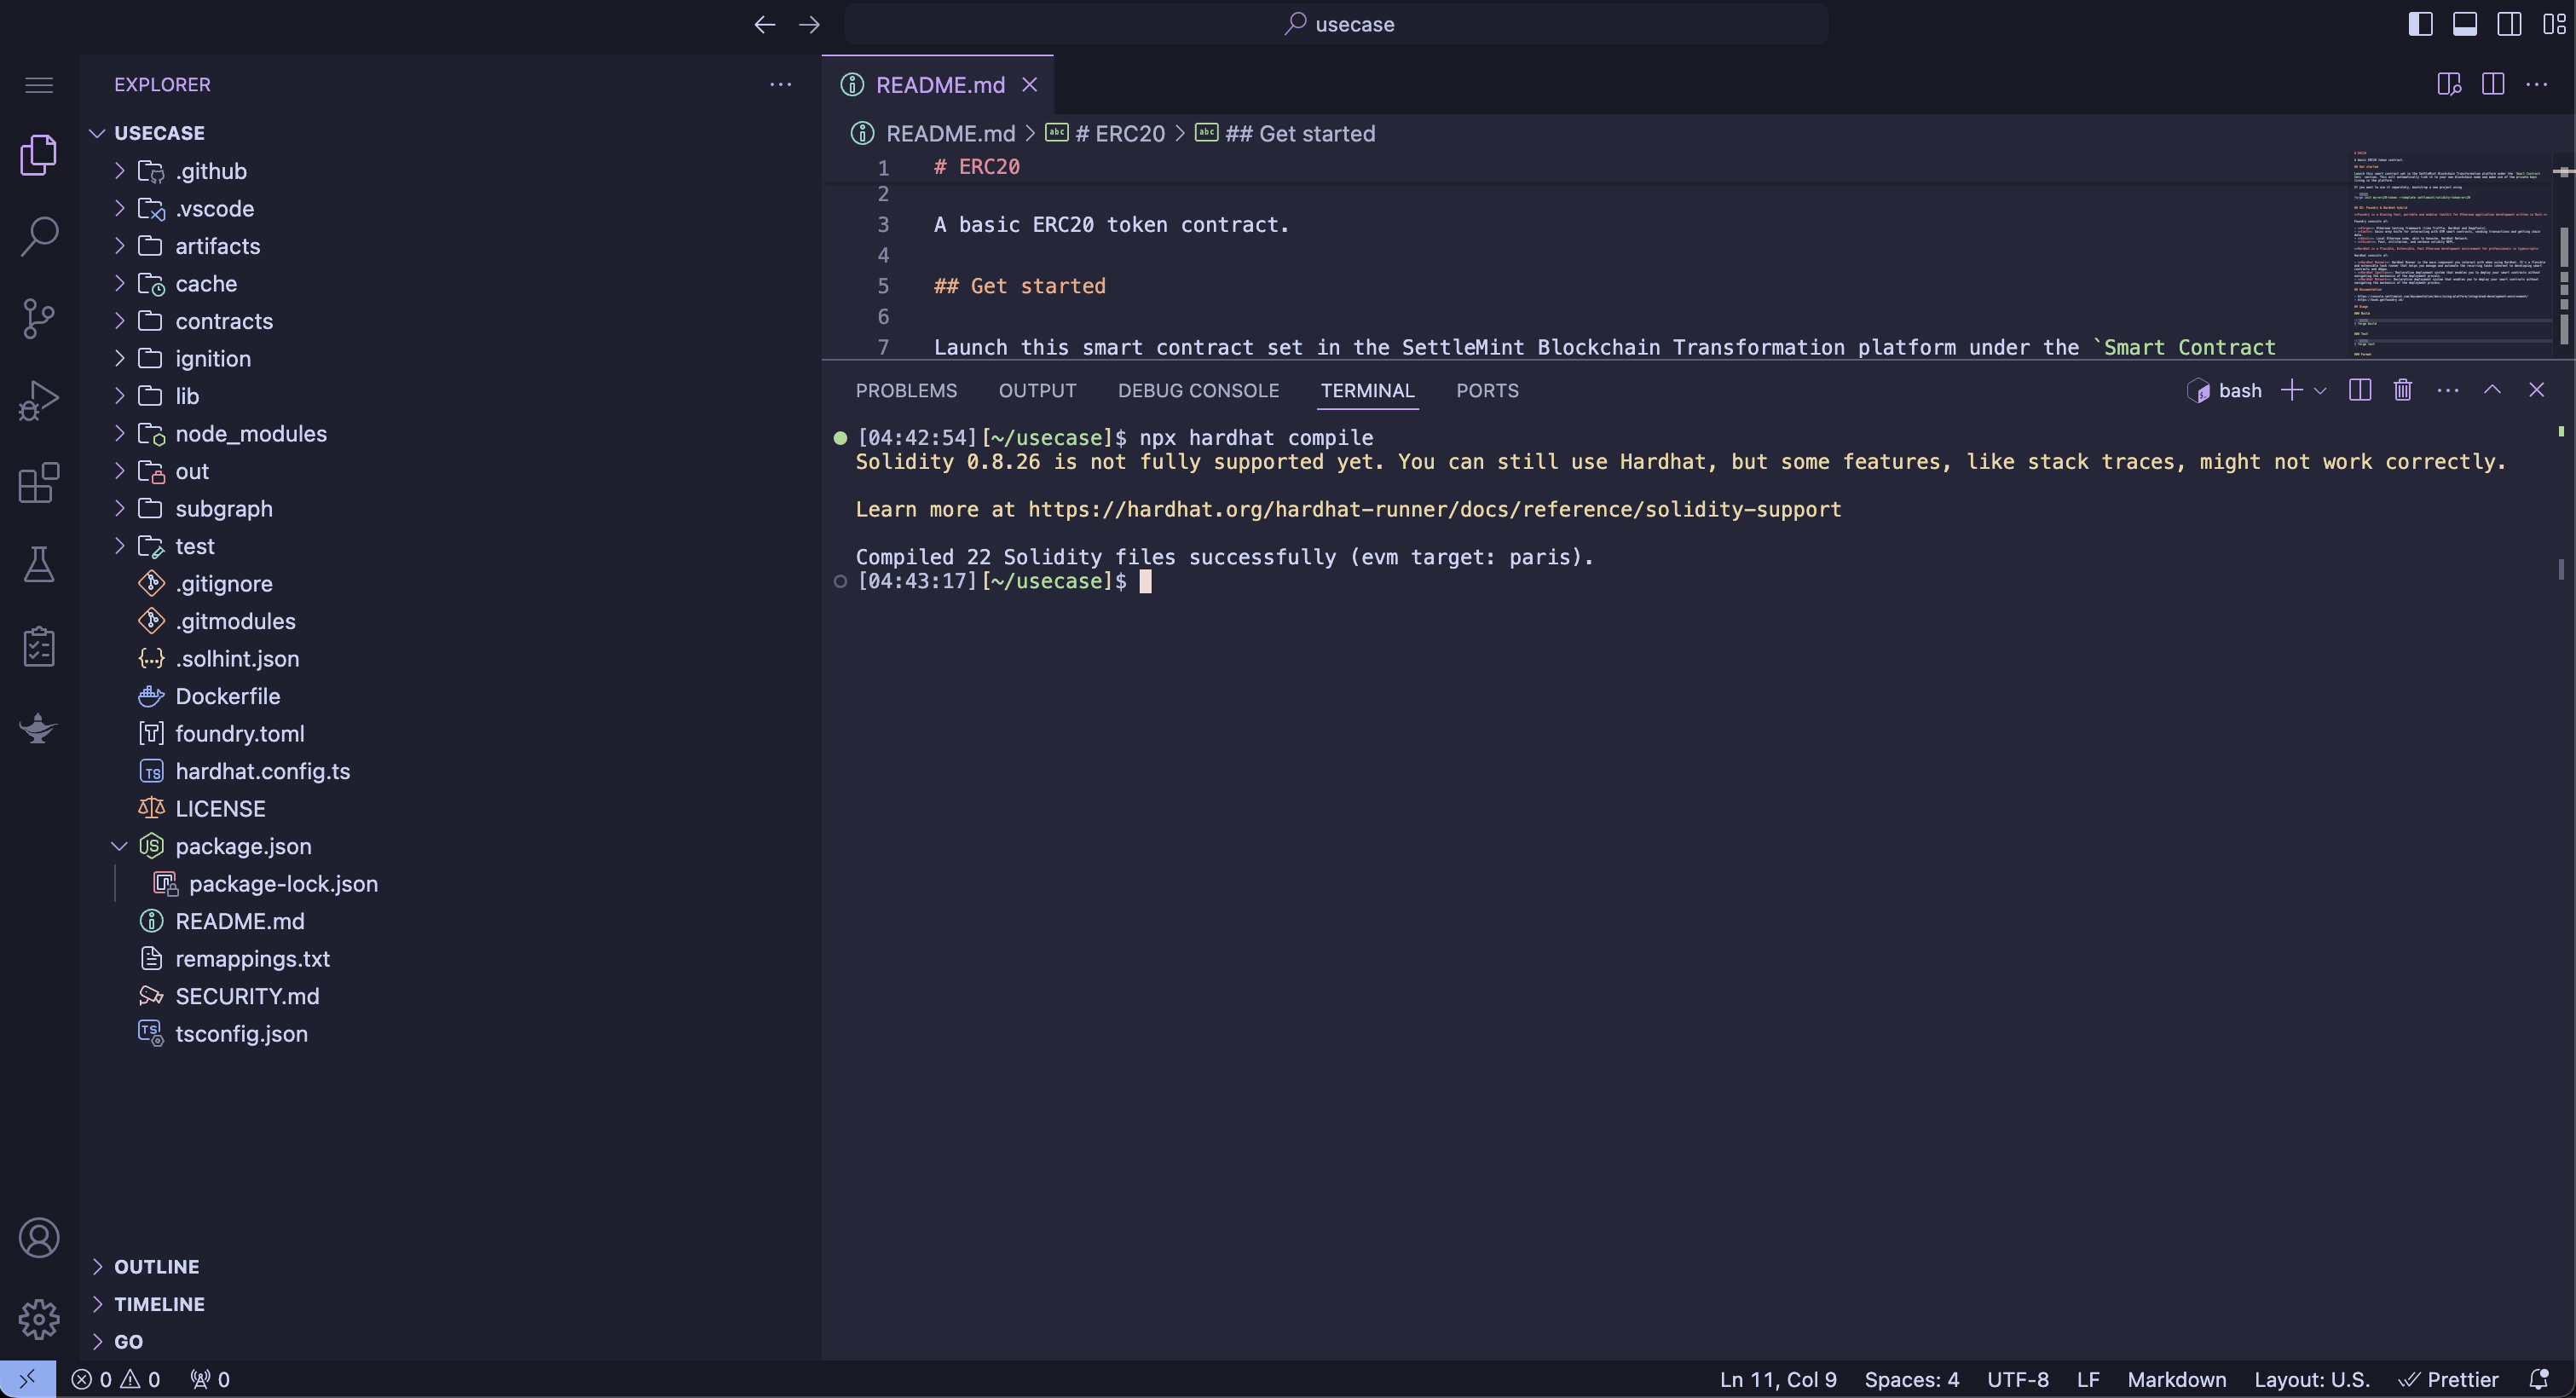 usecase
EXPLORER
USECASE
.github
.vscode
artifacts
cache
contracts
ignition
lib
node_modules
out
subgraph
test
.gitignore
.gitmodules
.solhint.json
Dockerfile
foundry.toml
hardhat.config.ts
LICENSE
package.json
package-lock.json
README.md
remappings.txt
SECURITY.md
tsconfig.json
OUTLINE
TIMELINE
GO
README.md
README.md > # ERC20 > ## Get started
1 # ERC20
2
3 A basic ERC20 token contract.
4
5 ## Get started
6
7 Launch this smart contract set in the SettleMint Blockchain Transformation platform under the `Smart Contract
PROBLEMS OUTPUT DEBUG CONSOLE TERMINAL PORTS
bash
[04:42:54][~/usecase]$ npx hardhat compile
Solidity 0.8.26 is not fully supported yet. You can still use Hardhat, but some features, like stack traces, might not work correctly.
Learn more at https://hardhat.org/hardhat-runner/docs/reference/solidity-support
Compiled 22 Solidity files successfully (evm target: paris).
[04:43:17][~/usecase]$
0 0 0
Ln 11, Col 9 Spaces: 4 UTF-8 LF Markdown Layout: U.S. Prettier